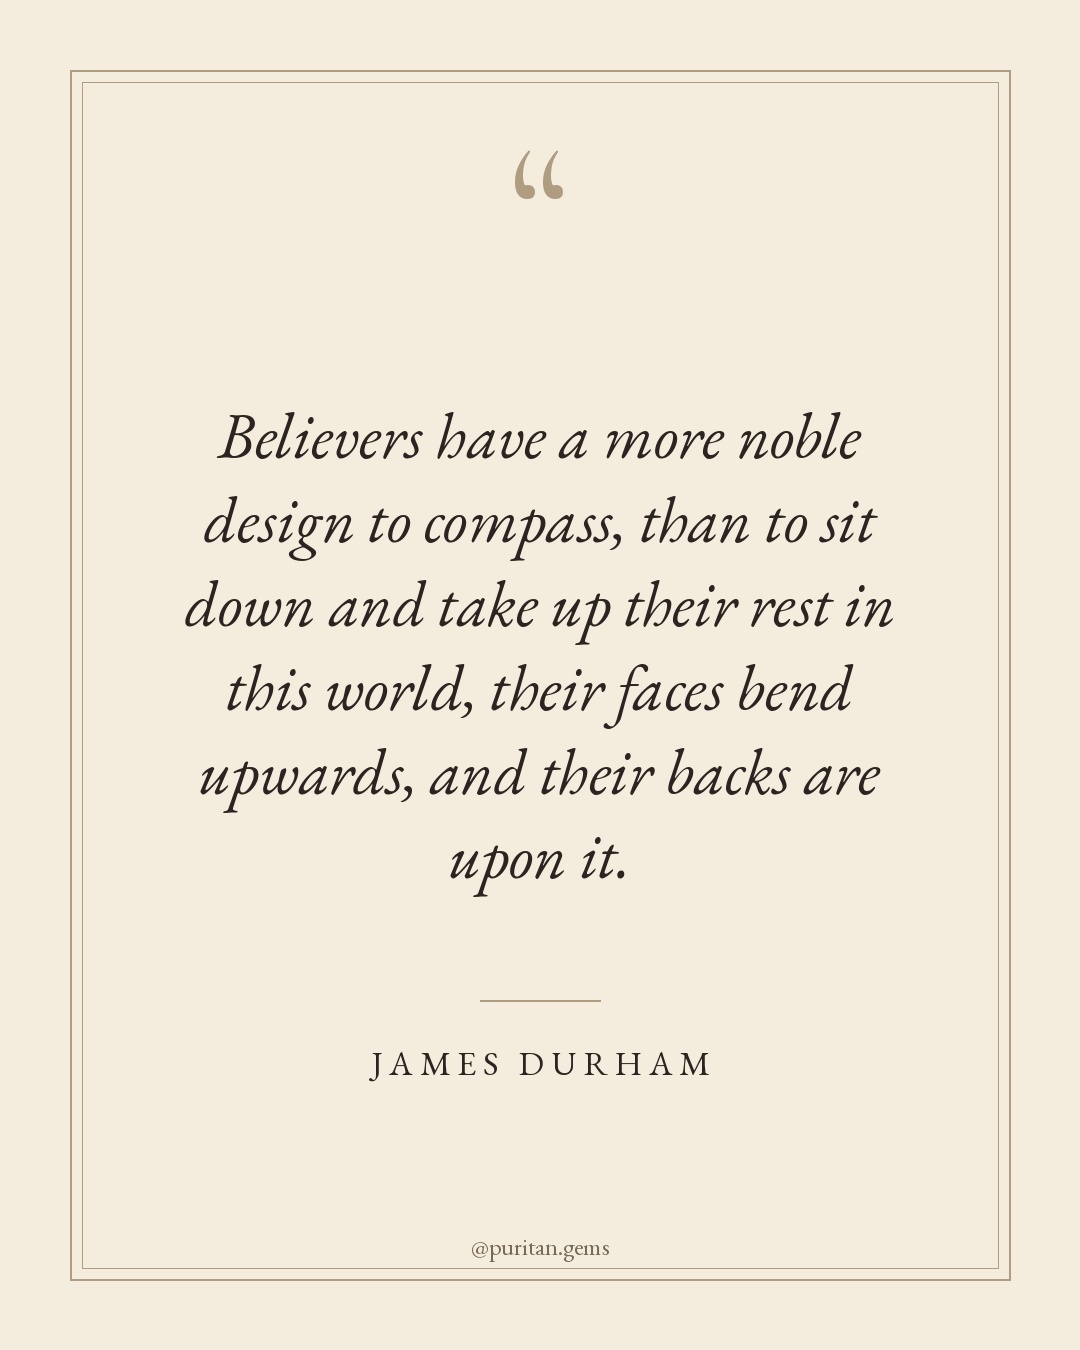 “
Believers have a more noble
design to compass, than to sit
down and take up their rest in
this world, their faces bend
upwards, and their backs are
upon it.
JAMES DURHAM
@puritan.gems